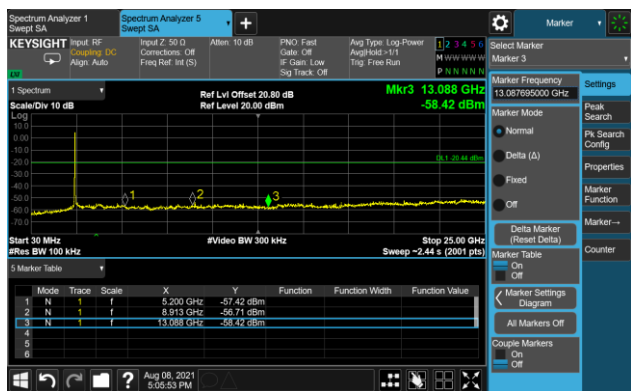 Spectrum Analyzer 1
Swept SA
Spectrum Analyzer 5
Swept SA
Marker
KEYSIGHT
Input: RF
Coupling: DC
Align: Auto
Input Z: 50 Ω
Corrections: Off
Freq Ref: Int (S)
Atten: 10 dB
PNO: Fast
Gate: Off
IF Gain: Low
Sig Track: Off
Avg Type: Log-Power
Avg|Hold:>1/1
Trig: Free Run
1 2 3 4 5 6
M W W W W W
P N N N N N
Select Marker
Marker 3
1 Spectrum
Scale/Div 10 dB
Ref Lvl Offset 20.80 dB
Ref Level 20.00 dBm
Mkr3 13.088 GHz
-58.42 dBm
Log
10.0
0.00
-10.0
-20.0
-30.0
-40.0
-50.0
-60.0
-70.0
DL1 -20.44 dBm
1
2
3
Start 30 MHz
#Res BW 100 kHz
#Video BW 300 kHz
Stop 25.00 GHz
Sweep ~2.44 s (2001 pts)
5 Marker Table
Mode Trace Scale X Y Function Function Width Function Value
1 N 1 f 5.200 GHz -57.42 dBm
2 N 1 f 8.913 GHz -56.71 dBm
3 N 1 f 13.088 GHz -58.42 dBm
4
5
6
Marker Frequency
13.087695000 GHz
Marker Mode
Normal
Delta (Δ)
Fixed
Off
Delta Marker
(Reset Delta)
Marker Table
On
Off
Marker Settings
Diagram
All Markers Off
Couple Markers
On
Off
Settings
Peak
Search
Pk Search
Config
Properties
Marker
Function
Marker→
Counter
Aug 08, 2021
5:05:53 PM